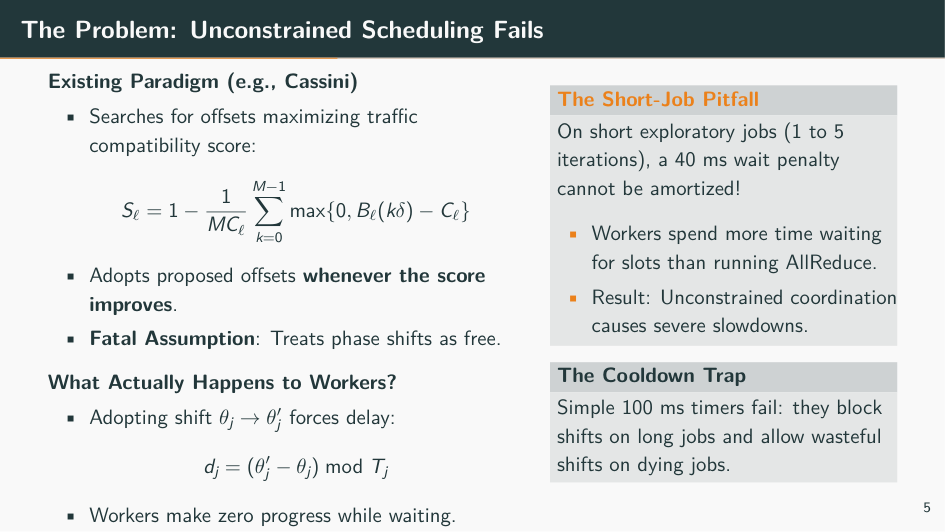 The Problem: Unconstrained Scheduling Fails
Existing Paradigm (e.g., Cassini)
▪ Searches for offsets maximizing traffic
compatibility score:
S_ℓ = 1 − \frac{1}{MC_ℓ} \sum_{k=0}^{M−1} max{0, B_ℓ(kδ) − C_ℓ}
▪ Adopts proposed offsets whenever the score
improves.
▪ Fatal Assumption: Treats phase shifts as free.
What Actually Happens to Workers?
▪ Adopting shift θ_j → θ′_j forces delay:
d_j = (θ′_j − θ_j) mod T_j
▪ Workers make zero progress while waiting.
The Short-Job Pitfall
On short exploratory jobs (1 to 5
iterations), a 40 ms wait penalty
cannot be amortized!
▪ Workers spend more time waiting
for slots than running AllReduce.
▪ Result: Unconstrained coordination
causes severe slowdowns.
The Cooldown Trap
Simple 100 ms timers fail: they block
shifts on long jobs and allow wasteful
shifts on dying jobs.
5